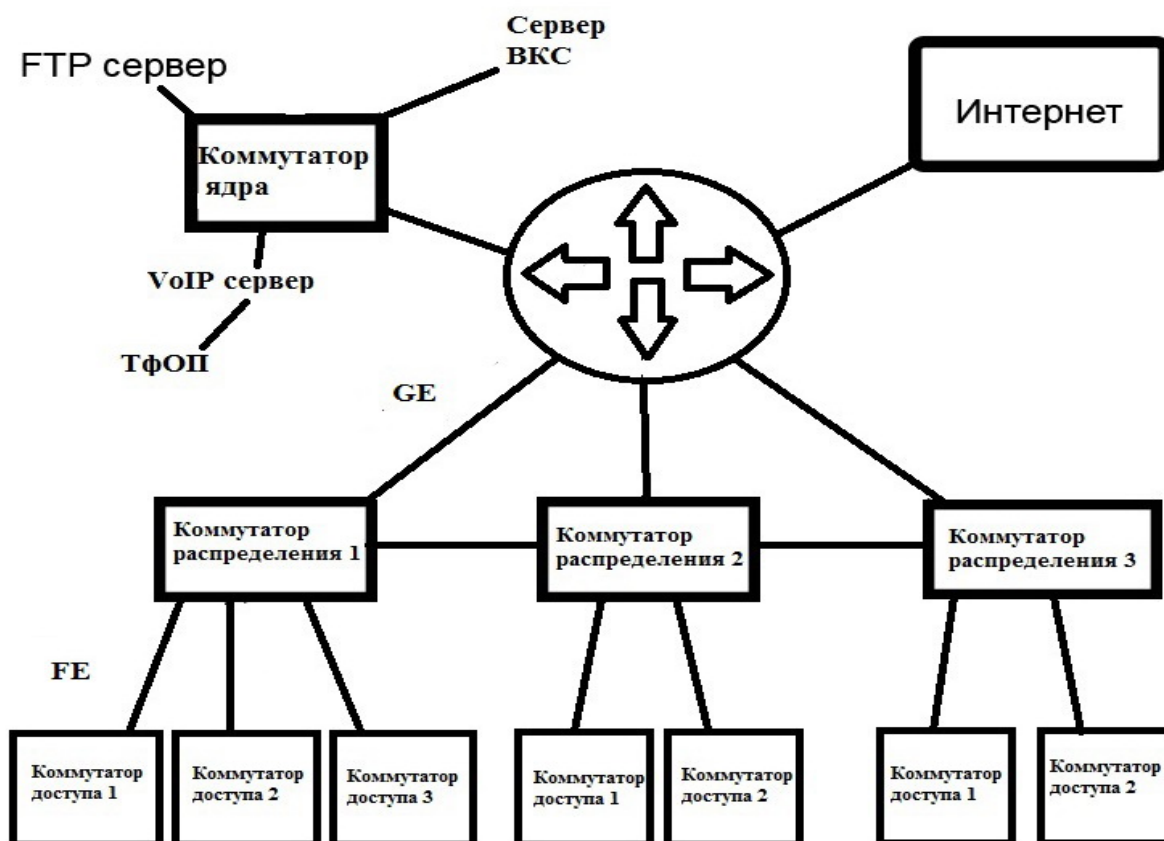 Сервер
ВКС
FTP сервер
Интернет
Коммутатор
ядра
VoIP сервер
ТфОП
GE
Коммутатор
распределения 1
Коммутатор
распределения 2
Коммутатор
распределения 3
FE
Коммутатор
доступа 1
Коммутатор
доступа 2
Коммутатор
доступа 3
Коммутатор
доступа 1
Коммутатор
доступа 2
Коммутатор
доступа 1
Коммутатор
доступа 2